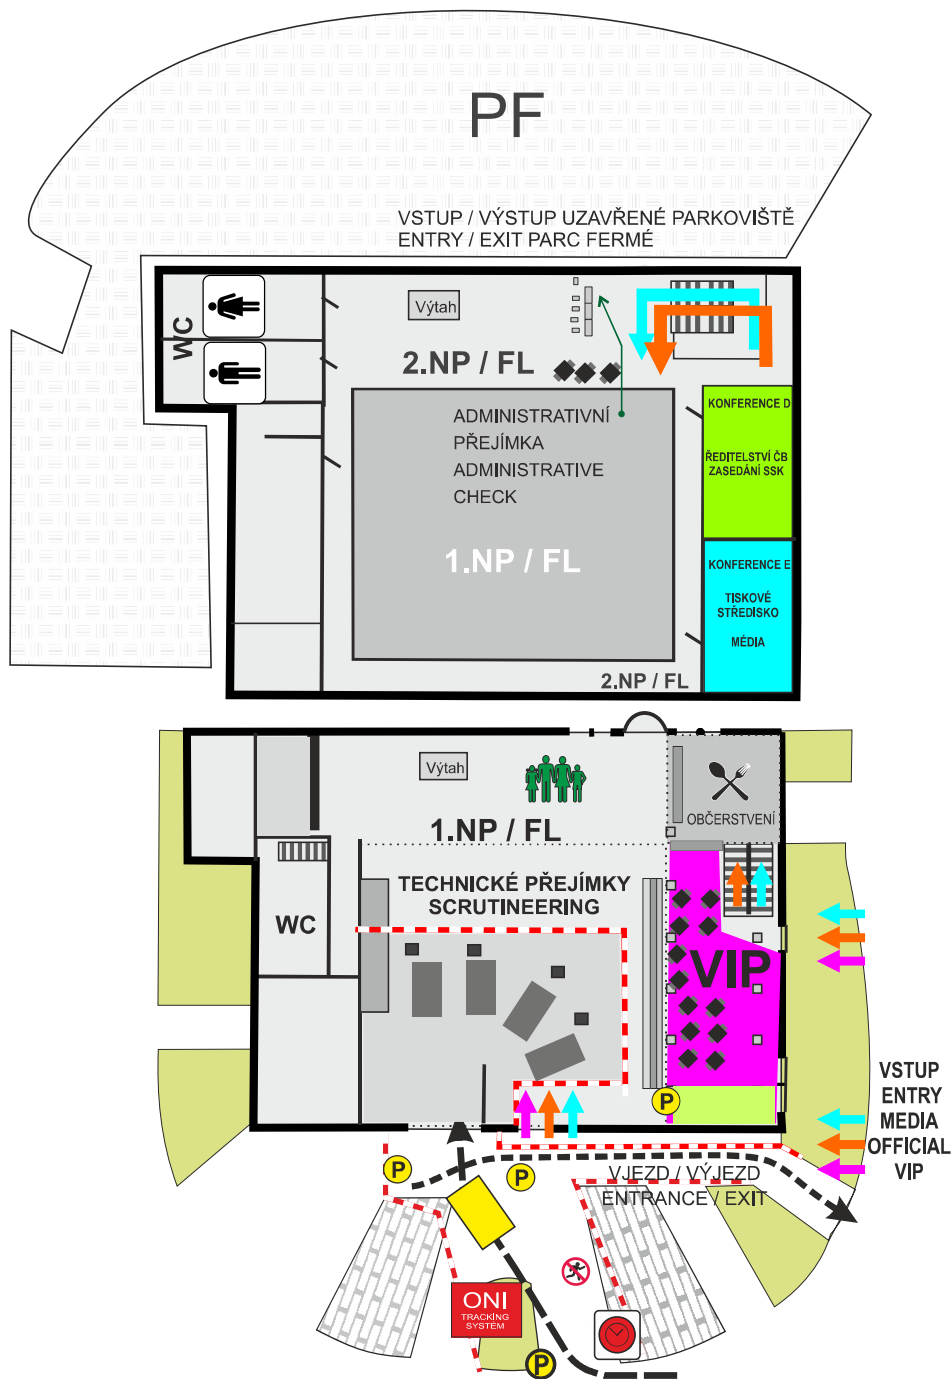 PF
VSTUP / VÝSTUP UZAVŘENÉ PARKOVIŠTĚ
ENTRY / EXIT PARC FERMÉ
WC
Výtah
2.NP / FL
ADMINISTRATIVNÍ
PŘEJÍMKA
ADMINISTRATIVE
CHECK
1.NP / FL
KONFERENCE D
ŘEDITELSTVÍ ČB
ZASEDÁNÍ SSK
KONFERENCE E
TISKOVÉ
STŘEDISKO
MÉDIA
2.NP / FL
Výtah
OBČERSTVENÍ
1.NP / FL
TECHNICKÉ PŘEJÍMKY
SCRUTINEERING
WC
VIP
P
VSTUP
ENTRY
MEDIA
OFFICIAL
VIP
P
P
VJEZD / VÝJEZD
ENTRANCE / EXIT
ONI
TRACKING
SYSTÉM
P